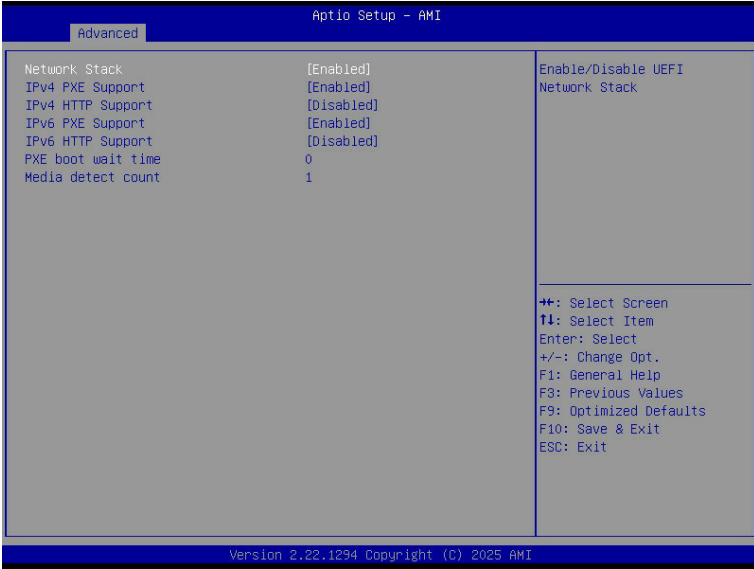 Aptio Setup - AMI
Advanced
Network Stack [Enabled]
IPv4 PXE Support [Enabled]
IPv4 HTTP Support [Disabled]
IPv6 PXE Support [Enabled]
IPv6 HTTP Support [Disabled]
PXE boot wait time 0
Media detect count 1
Enable/Disable UEFI
Network Stack
→←: Select Screen
↑↓: Select Item
Enter: Select
+/-: Change Opt.
F1: General Help
F3: Previous Values
F9: Optimized Defaults
F10: Save & Exit
ESC: Exit
Version 2.22.1294 Copyright (C) 2025 AMI